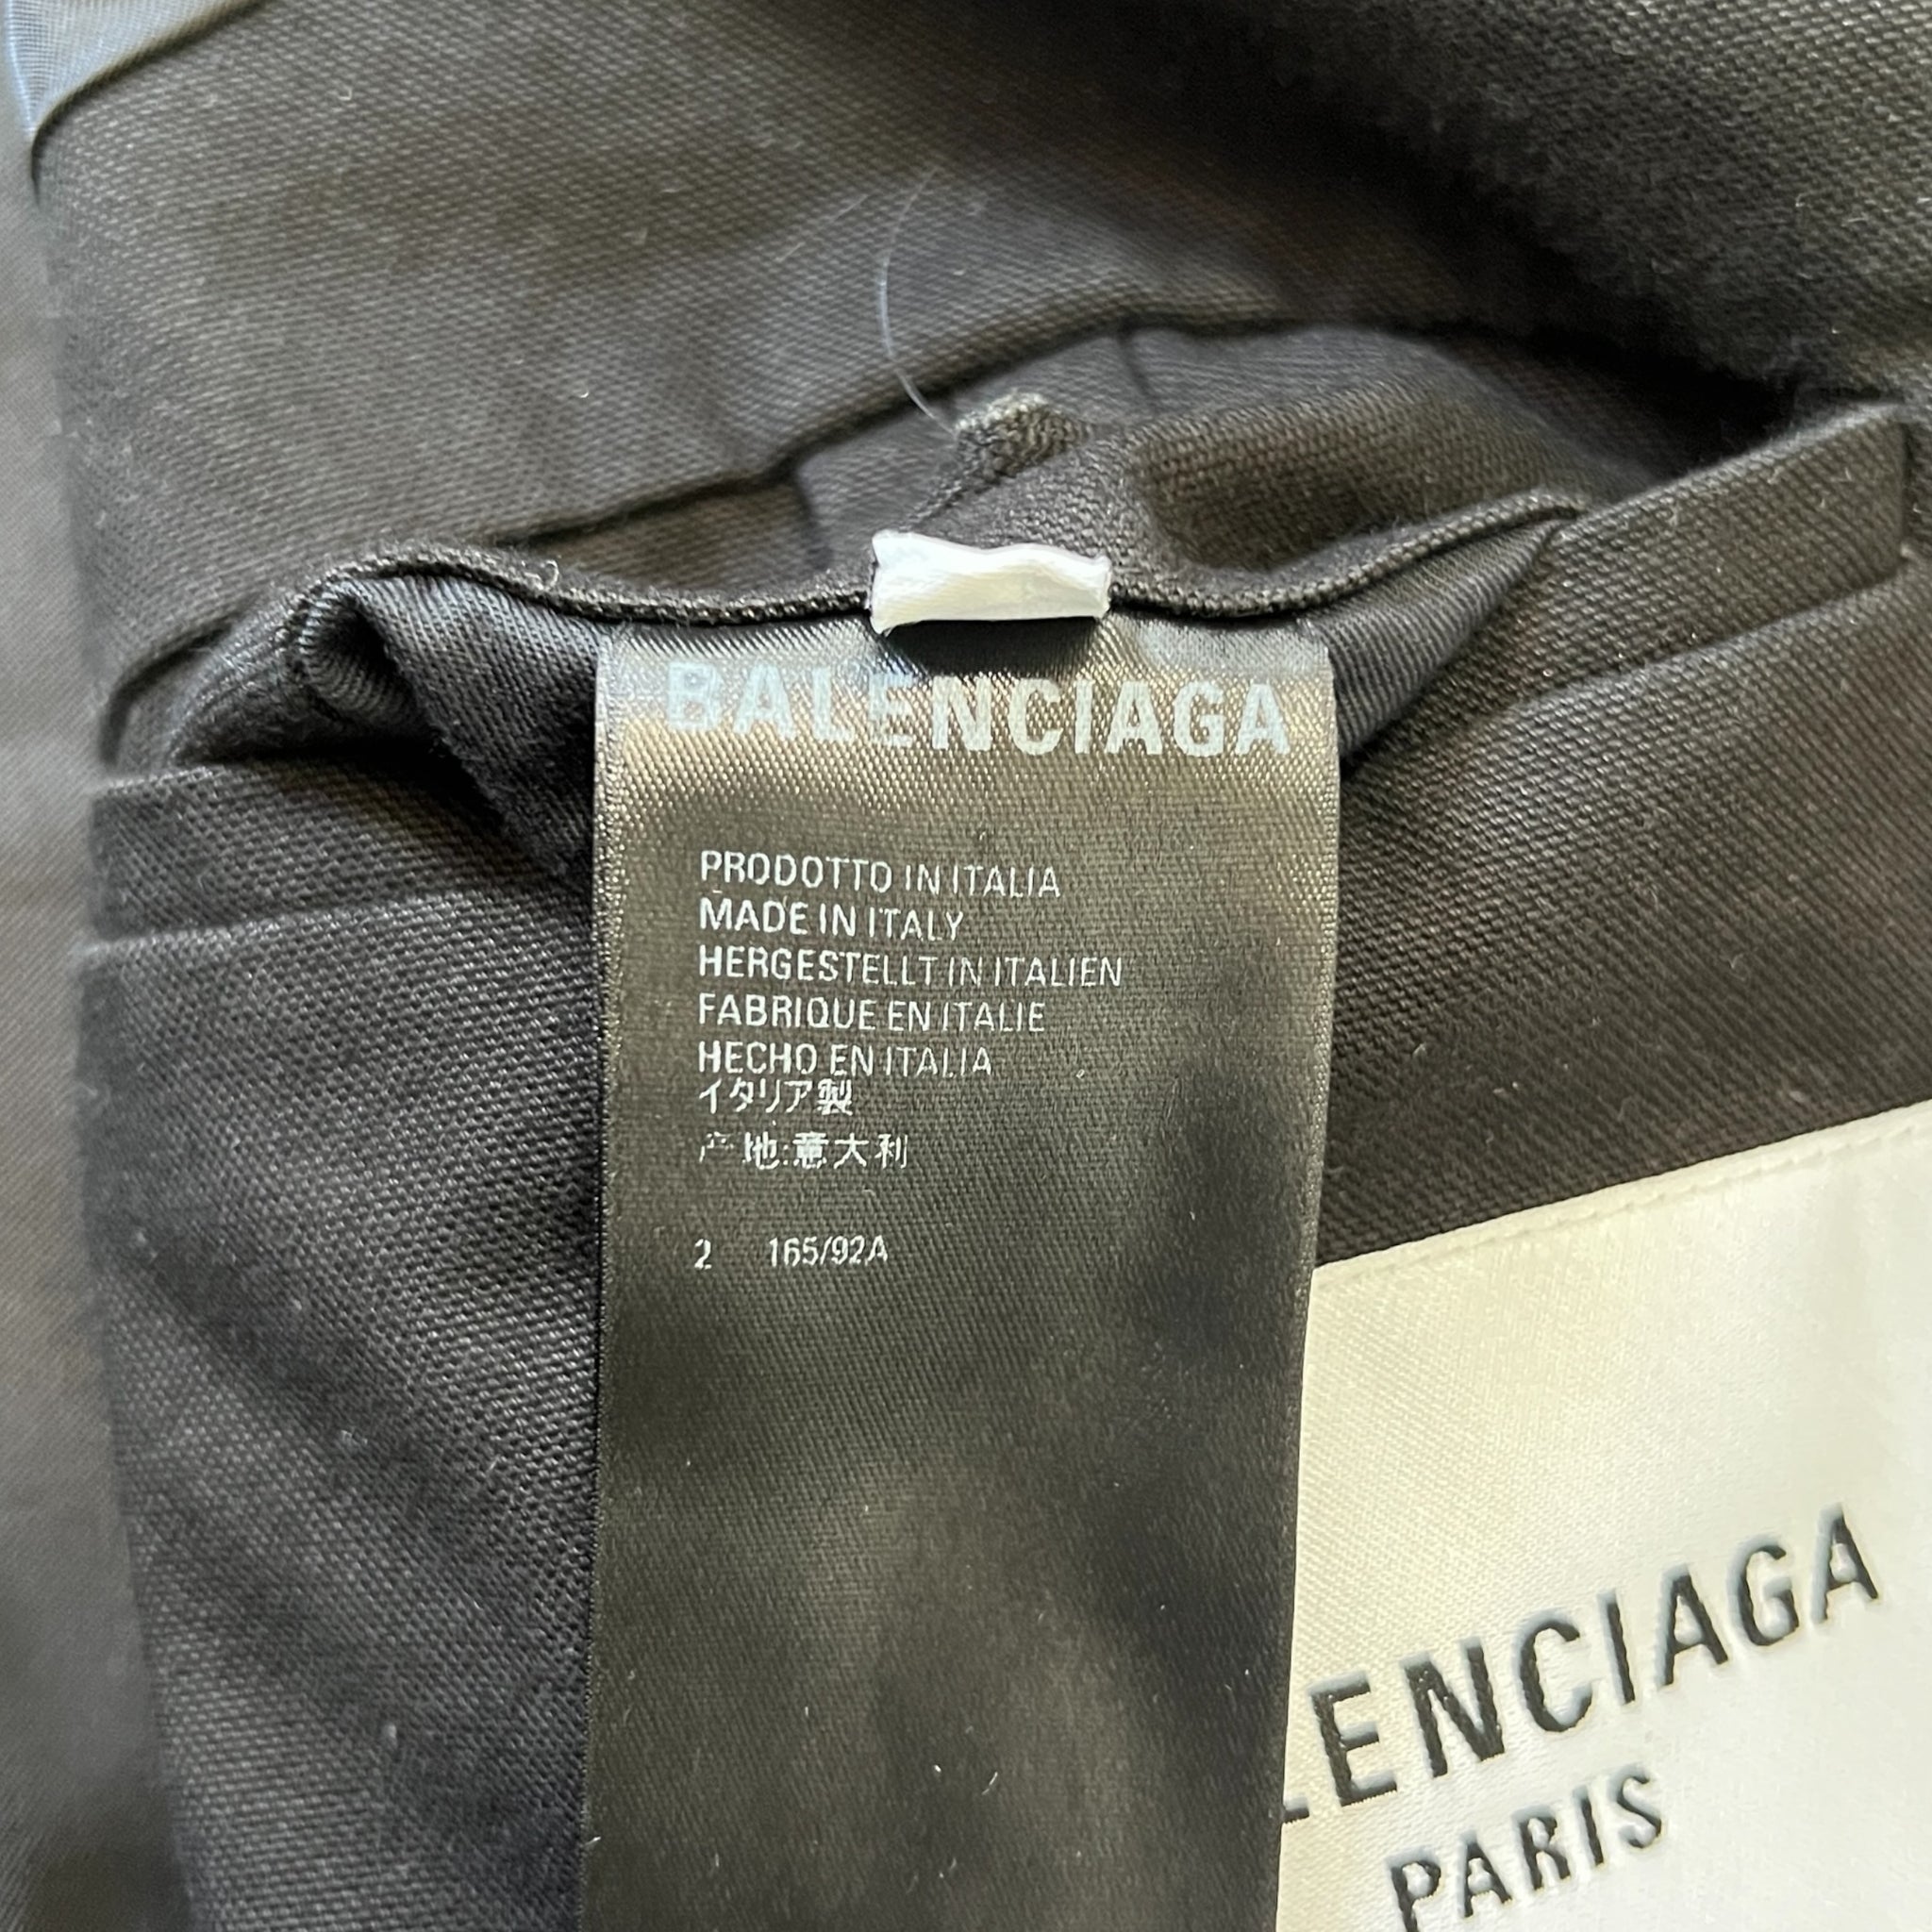 BALENCIAGA
PRODOTTO IN ITALIA
MADE IN ITALY
HERGESTELLT IN ITALIEN
FABRIQUE EN ITALIE
HECHO EN ITALIA
イタリア製
产地:意大利
2 165/92A
LENCIAGA
PARIS